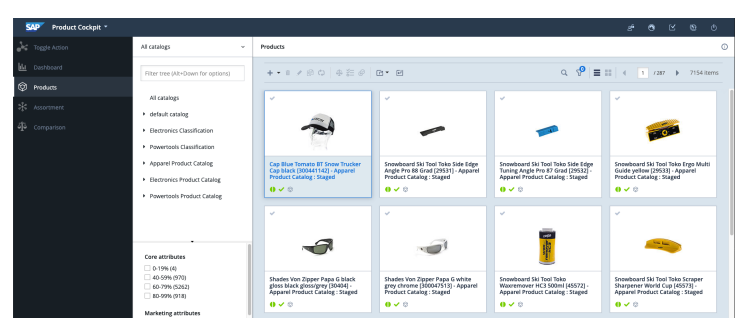 SAP Product Cockpit
Toggle Action
Dashboard
Products
Assortment
Comparison
All catalogs
Filter tree (Alt+Down for options)
All catalogs
default catalog
Electronics Classification
Powertools Classification
Apparel Product Catalog
Electronics Product Catalog
Powertools Product Catalog
Core attributes
0-19% (4)
40-59% (970)
60-79% (5262)
80-99% (918)
Marketing attributes
Products
0
1 / 287 7154 items
Cap Blue Tomato BT Snow Trucker
Cap black [300441142] - Apparel
Product Catalog : Staged
Snowboard Ski Tool Toko Side Edge
Angle Pro 88 Grad [29531] - Apparel
Product Catalog : Staged
Snowboard Ski Tool Toko Side Edge
Tuning Angle Pro 87 Grad [29532] -
Apparel Product Catalog : Staged
Snowboard Ski Tool Toko Ergo Multi
Guide yellow [29533] - Apparel
Product Catalog : Staged
Shades Von Zipper Papa G black
gloss black gloss/grey [30404] -
Apparel Product Catalog : Staged
Shades Von Zipper Papa G white
grey chrome [300047513] - Apparel
Product Catalog : Staged
Snowboard Ski Tool Toko
Waxremover HC3 500ml [45572] -
Apparel Product Catalog : Staged
Snowboard Ski Tool Toko Scraper
Sharpener World Cup [45573] -
Apparel Product Catalog : Staged